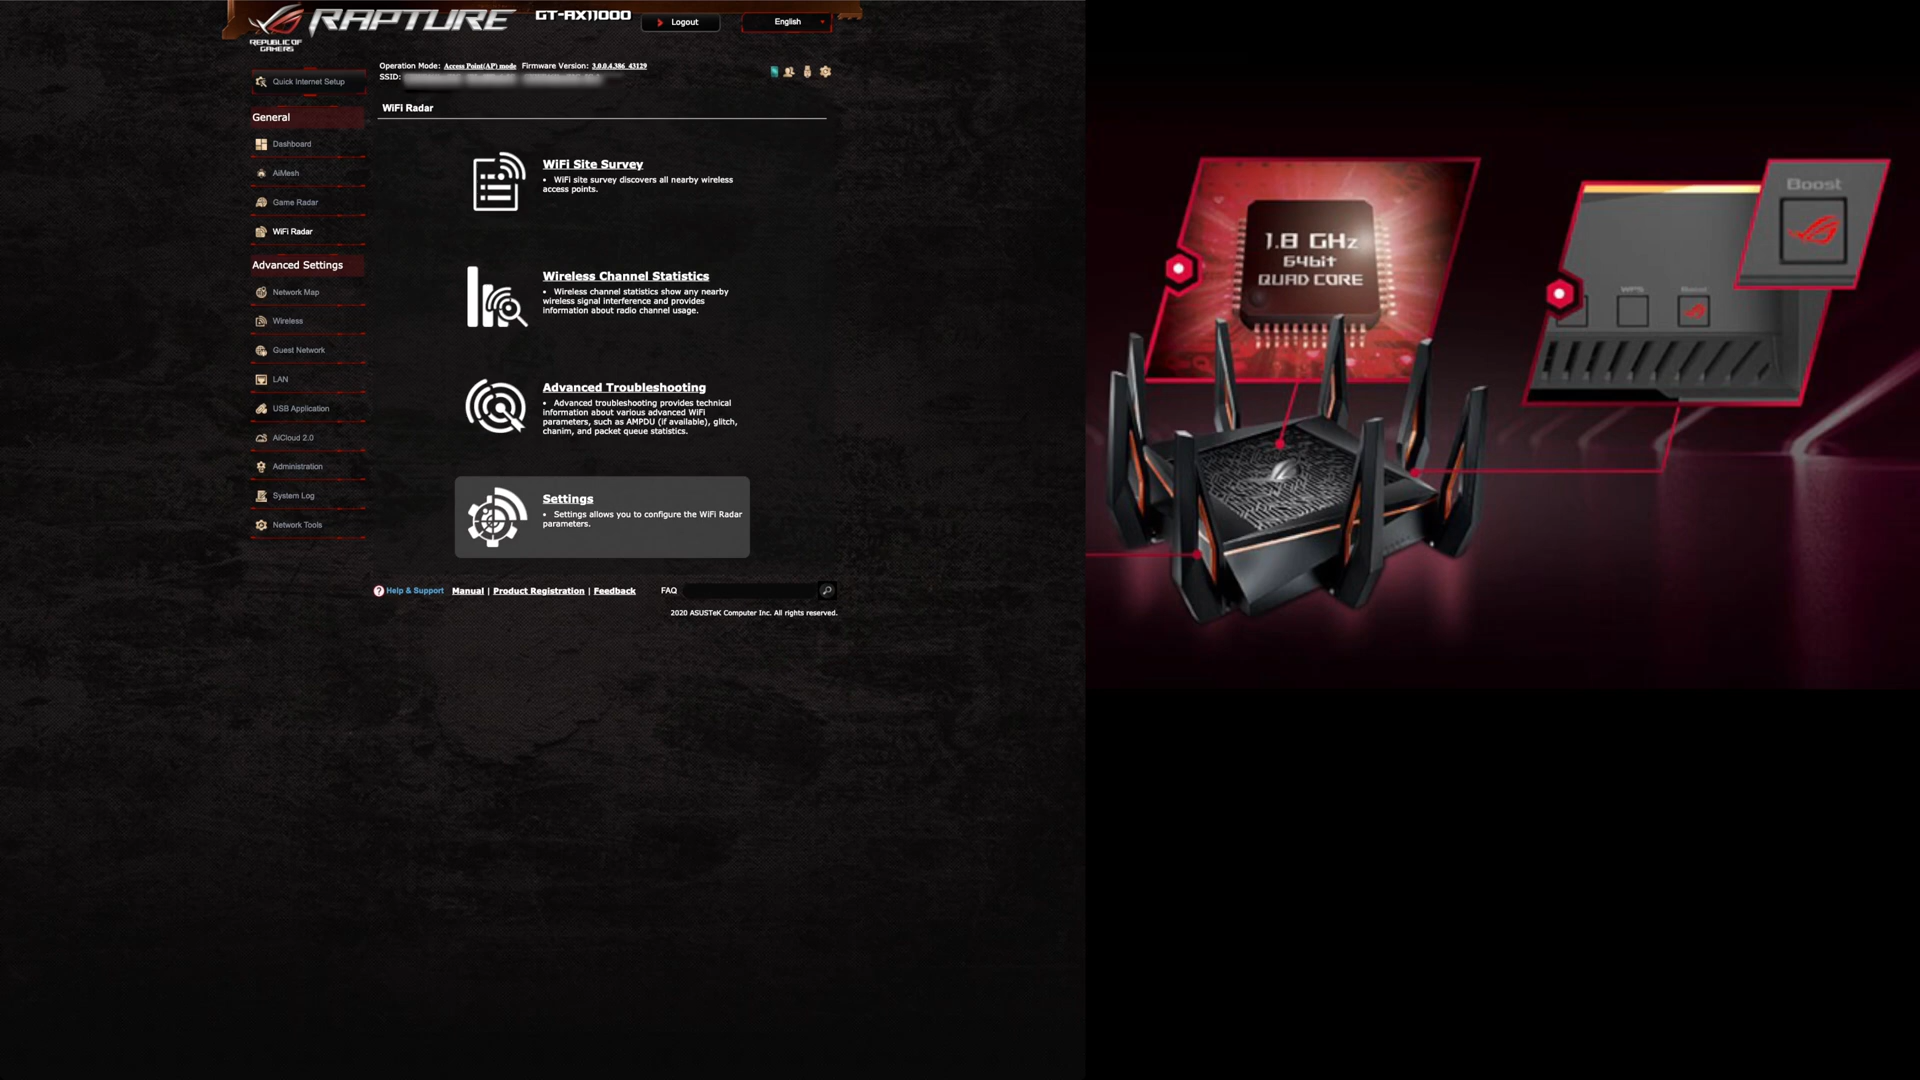 REPUBLIC OF
GAMERS
RAPTURE
GT-AX11000
Logout
English
Operation Mode: Access Point(AP) mode Firmware Version: 3.0.0.4.386_43129
SSID:
Quick Internet Setup
General
Dashboard
AiMesh
Game Radar
WiFi Radar
Advanced Settings
Network Map
Wireless
Guest Network
LAN
USB Application
AiCloud 2.0
Administration
System Log
Network Tools
WiFi Radar
WiFi Site Survey
• WiFi site survey discovers all nearby wireless
access points.
Wireless Channel Statistics
• Wireless channel statistics show any nearby
wireless signal interference and provides
information about radio channel usage.
Advanced Troubleshooting
• Advanced troubleshooting provides technical
information about various advanced WiFi
parameters, such as AMPDU (if available), glitch,
chanim, and packet queue statistics.
Settings
• Settings allows you to configure the WiFi Radar
parameters.
? Help & Support Manual | Product Registration | Feedback FAQ
2020 ASUSTeK Computer Inc. All rights reserved.
1.8 GHz
64bit
QUAD CORE
Boost
WPS Boost